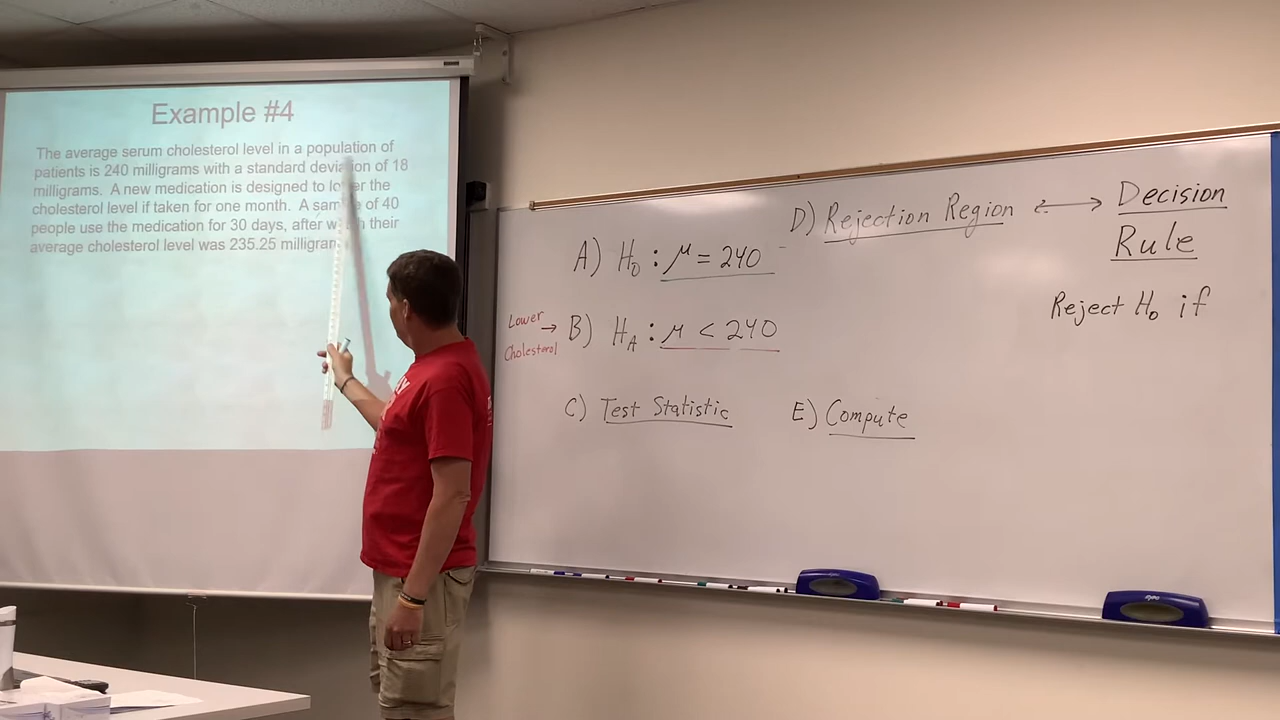 Example #4
The average serum cholesterol level in a population of
patients is 240 milligrams with a standard deviation of 18
milligrams. A new medication is designed to lower the
cholesterol level if taken for one month. A sample of 40
people use the medication for 30 days, after which their
average cholesterol level was 235.25 milligrams
A) H₀ : μ = 240
Lower
Cholesterol
→ B) H_A : μ < 240
C) Test Statistic
D) Rejection Region ⟷ Decision
Rule
Reject H₀ if
E) Compute